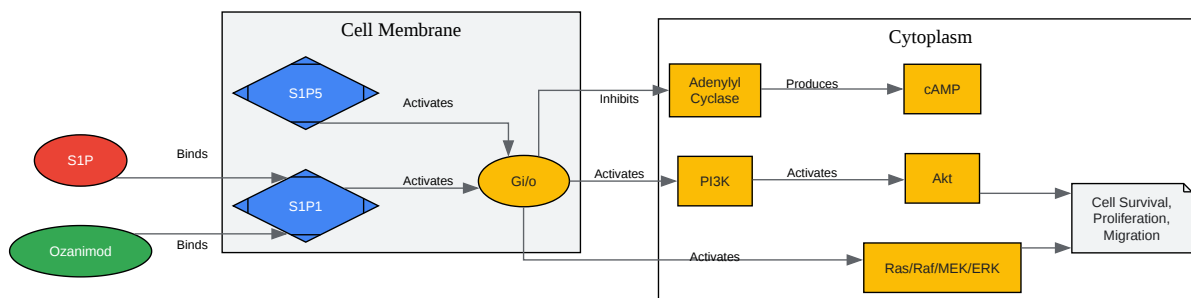 Cell Membrane
Cytoplasm
S1P5
Activates
Adenylyl
Cyclase
Produces
cAMP
Inhibits
S1P
Binds
S1P1
Activates
Gi/o
Activates
PI3K
Activates
Akt
Cell Survival,
Proliferation,
Migration
Ozanimod
Binds
Activates
Ras/Raf/MEK/ERK